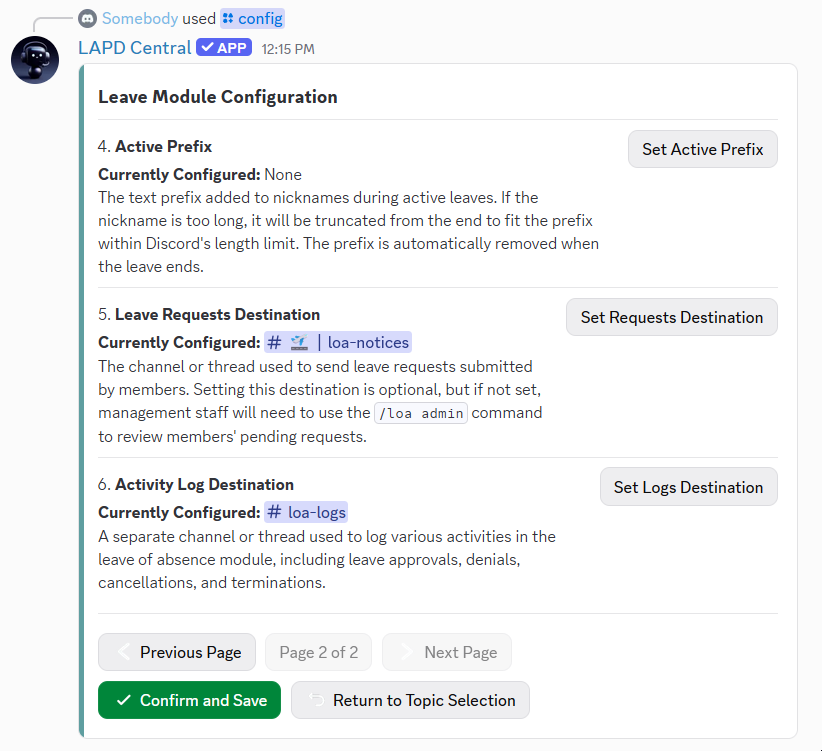 Somebody used config
LAPD Central APP 12:15 PM
Leave Module Configuration
4. Active Prefix
Set Active Prefix
Currently Configured: None
The text prefix added to nicknames during active leaves. If the
nickname is too long, it will be truncated from the end to fit the prefix
within Discord's length limit. The prefix is automatically removed when
the leave ends.
5. Leave Requests Destination
Set Requests Destination
Currently Configured: # | loa-notices
The channel or thread used to send leave requests submitted
by members. Setting this destination is optional, but if not set,
management staff will need to use the /loa admin command
to review members' pending requests.
6. Activity Log Destination
Set Logs Destination
Currently Configured: # loa-logs
A separate channel or thread used to log various activities in the
leave of absence module, including leave approvals, denials,
cancellations, and terminations.
Previous Page Page 2 of 2 Next Page
Confirm and Save Return to Topic Selection